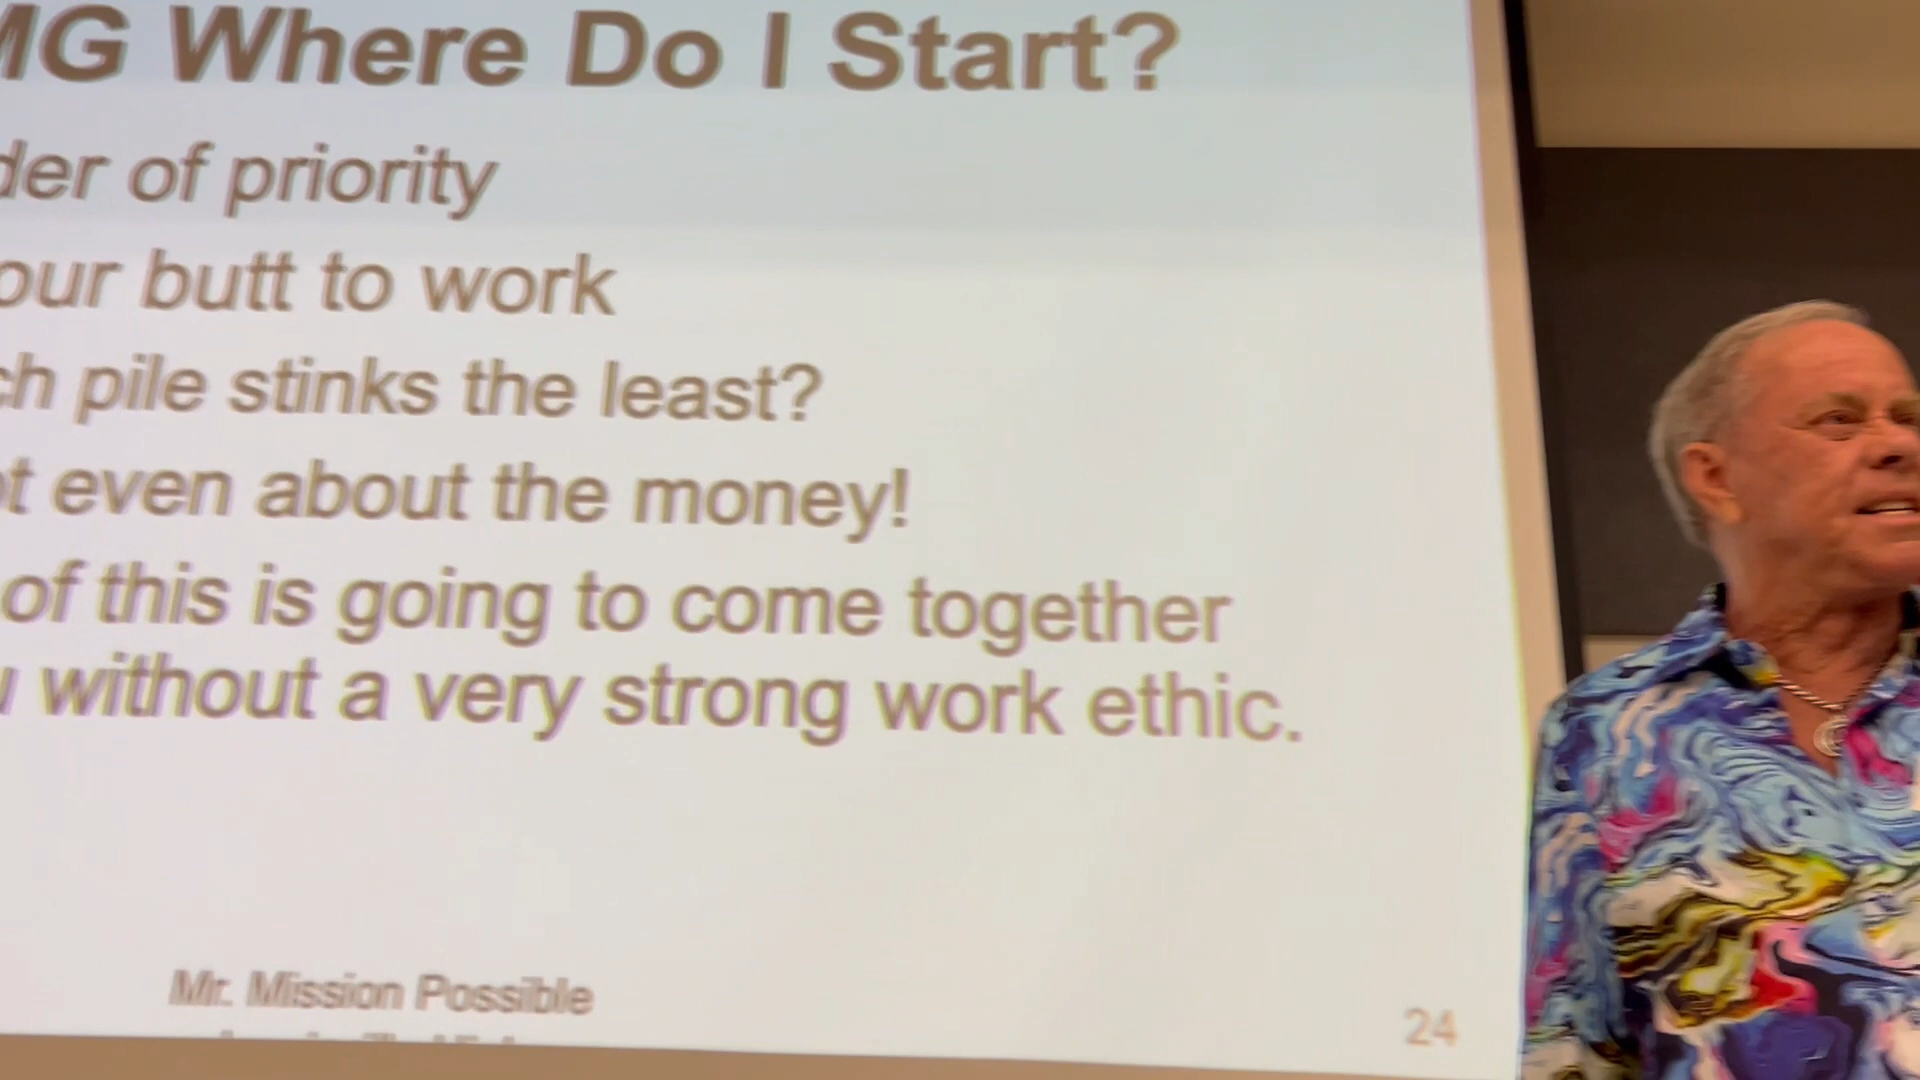 MG Where Do I Start?
der of priority
our butt to work
ch pile stinks the least?
t even about the money!
of this is going to come together
without a very strong work ethic.
Mr. Mission Possible
24